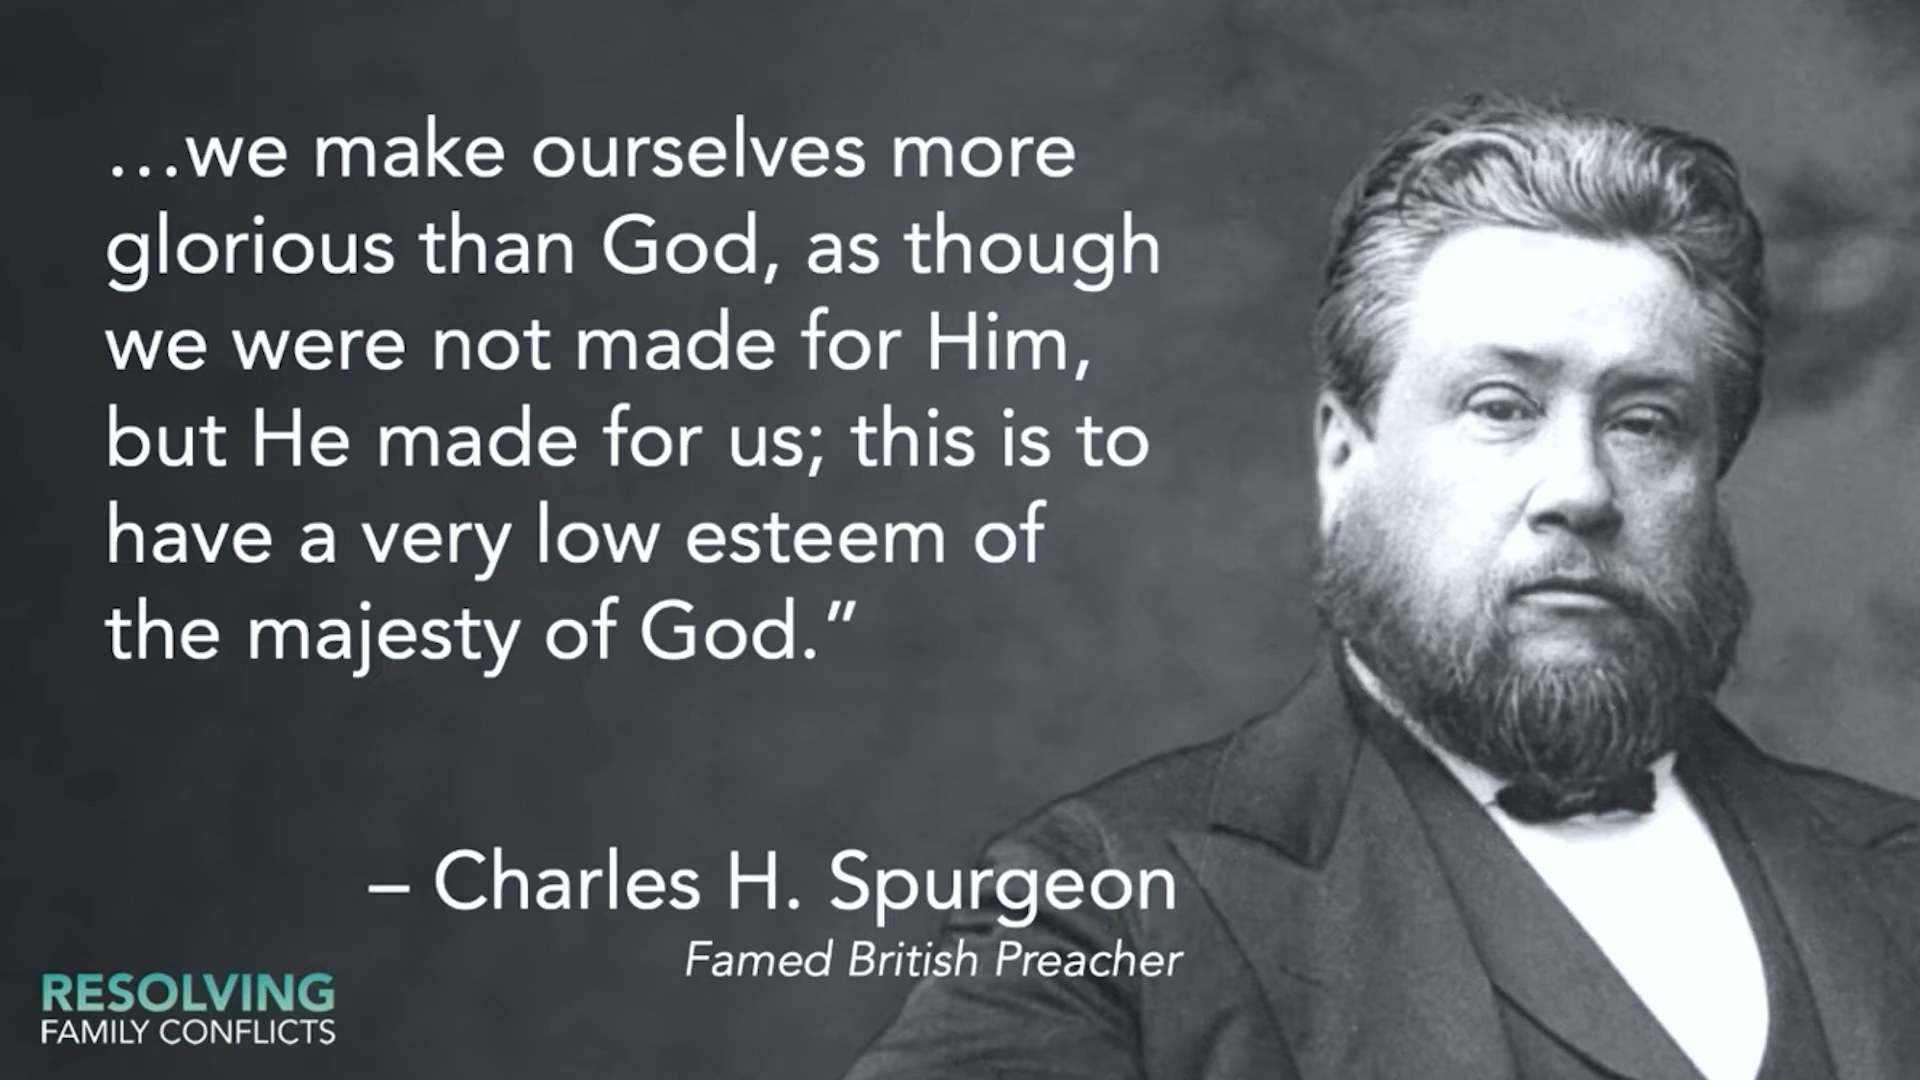 …we make ourselves more
glorious than God, as though
we were not made for Him,
but He made for us; this is to
have a very low esteem of
the majesty of God.”
– Charles H. Spurgeon
Famed British Preacher
RESOLVING
FAMILY CONFLICTS